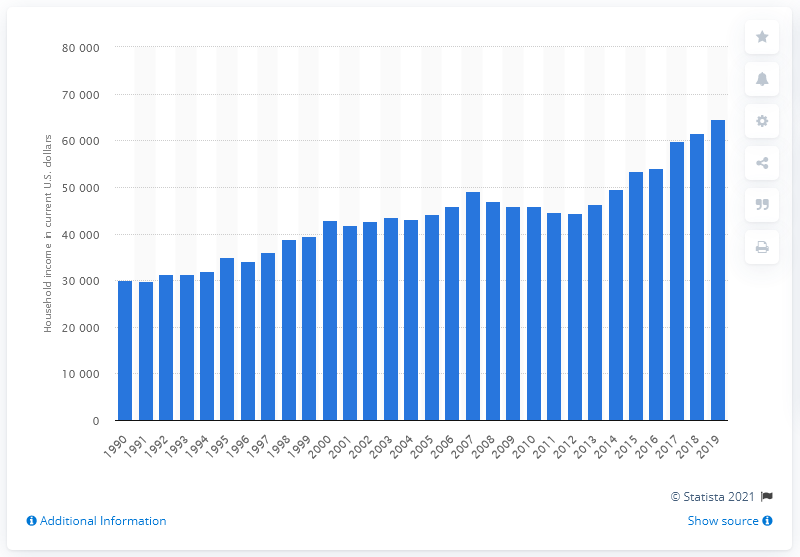 80 000
70 000
60 000
50 000
40 000
30 000
20 000
10 000
0
Household income in current U.S. dollars
1990 1991 1992 1993 1994 1995 1996 1997 1998 1999 2000 2001 2002 2003 2004 2005 2006 2007 2008 2009 2010 2011 2012 2013 2014 2015 2016 2017 2018 2019
© Statista 2021
Additional Information
Show source